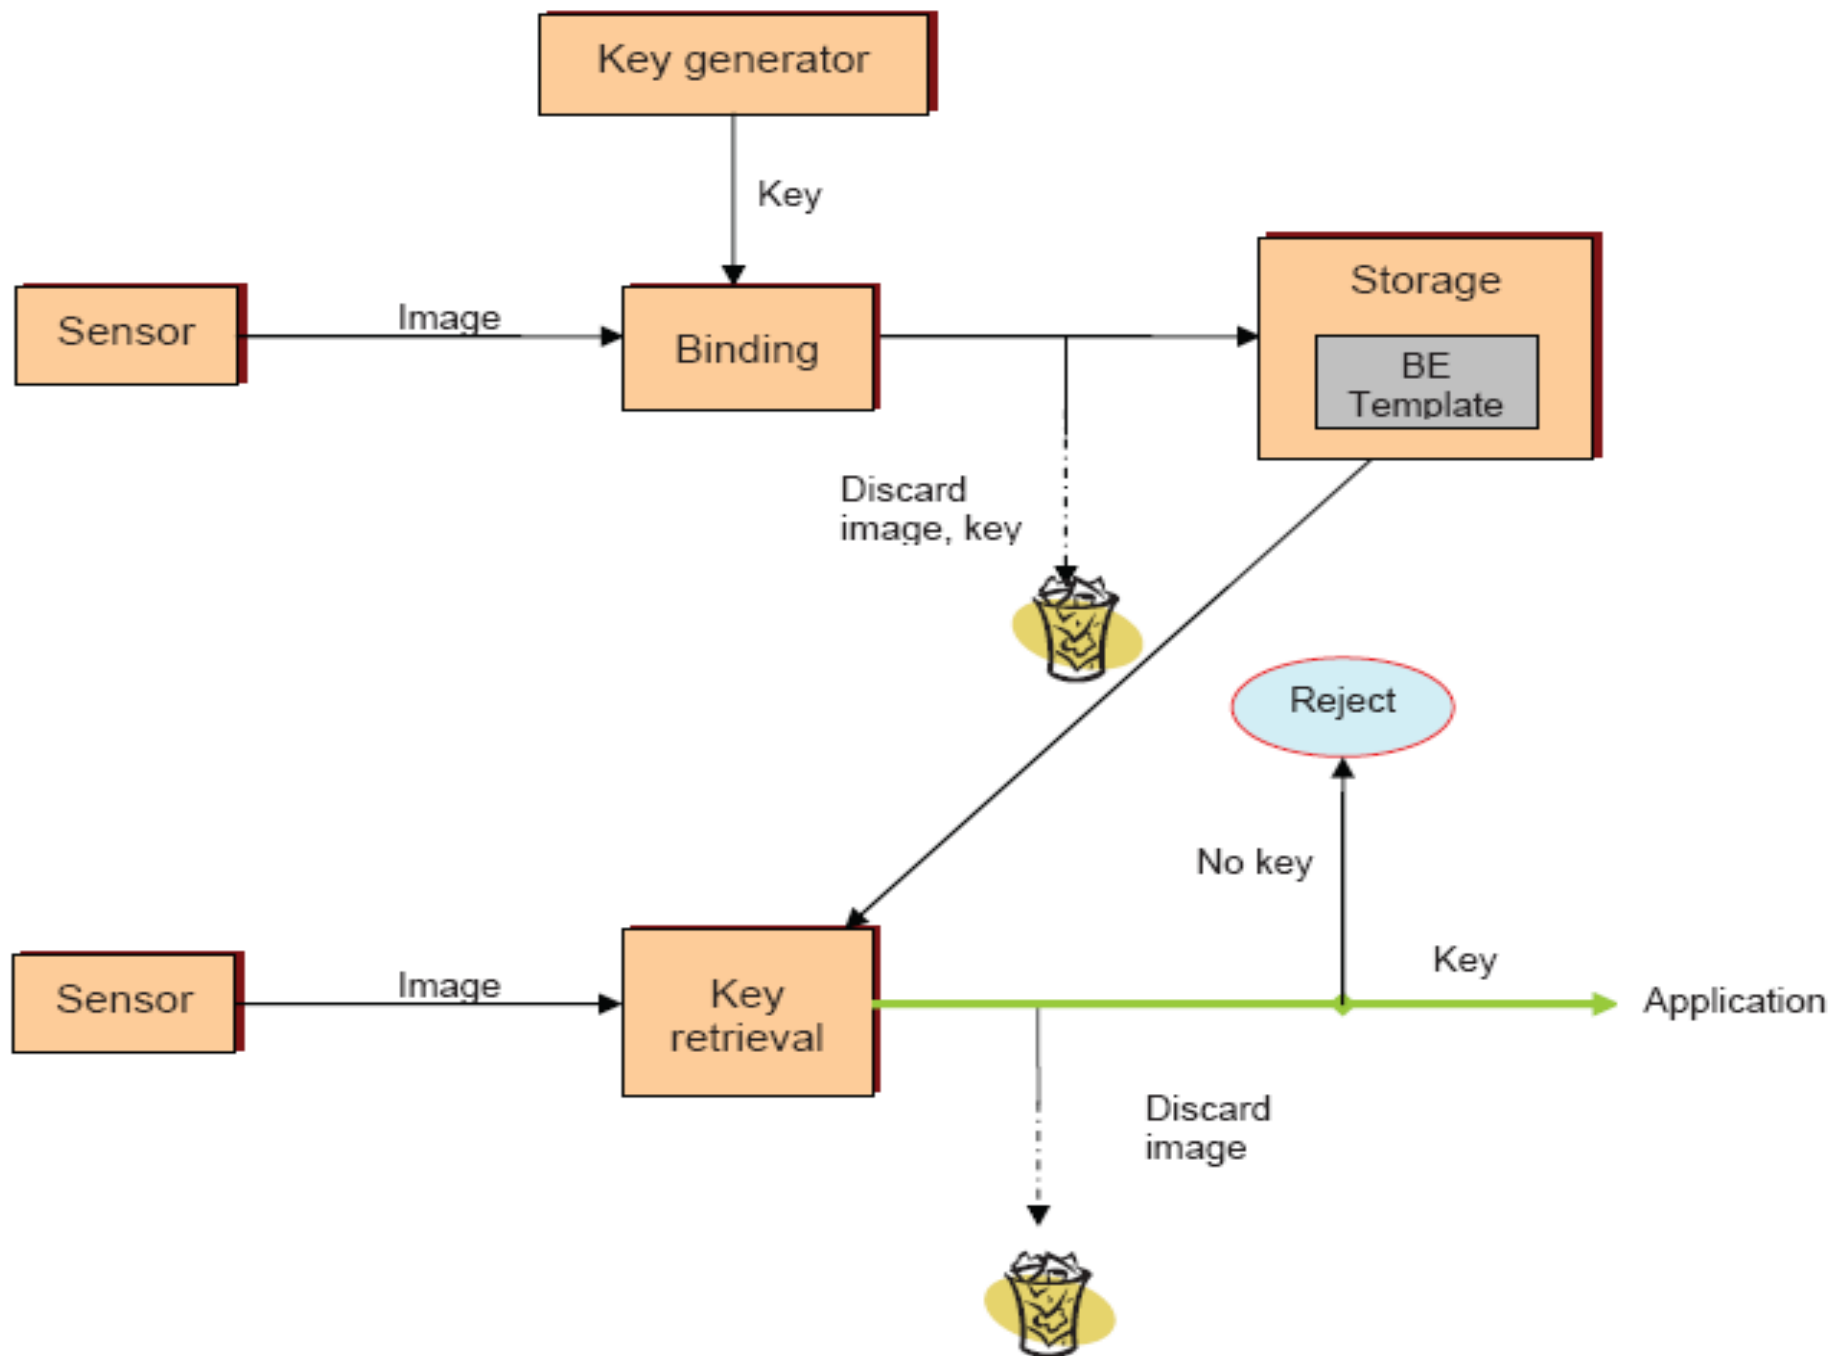 Key generator
Key
Sensor
Image
Binding
Storage
BE
Template
Discard
image, key
Reject
No key
Sensor
Image
Key
retrieval
Key
Application
Discard
image